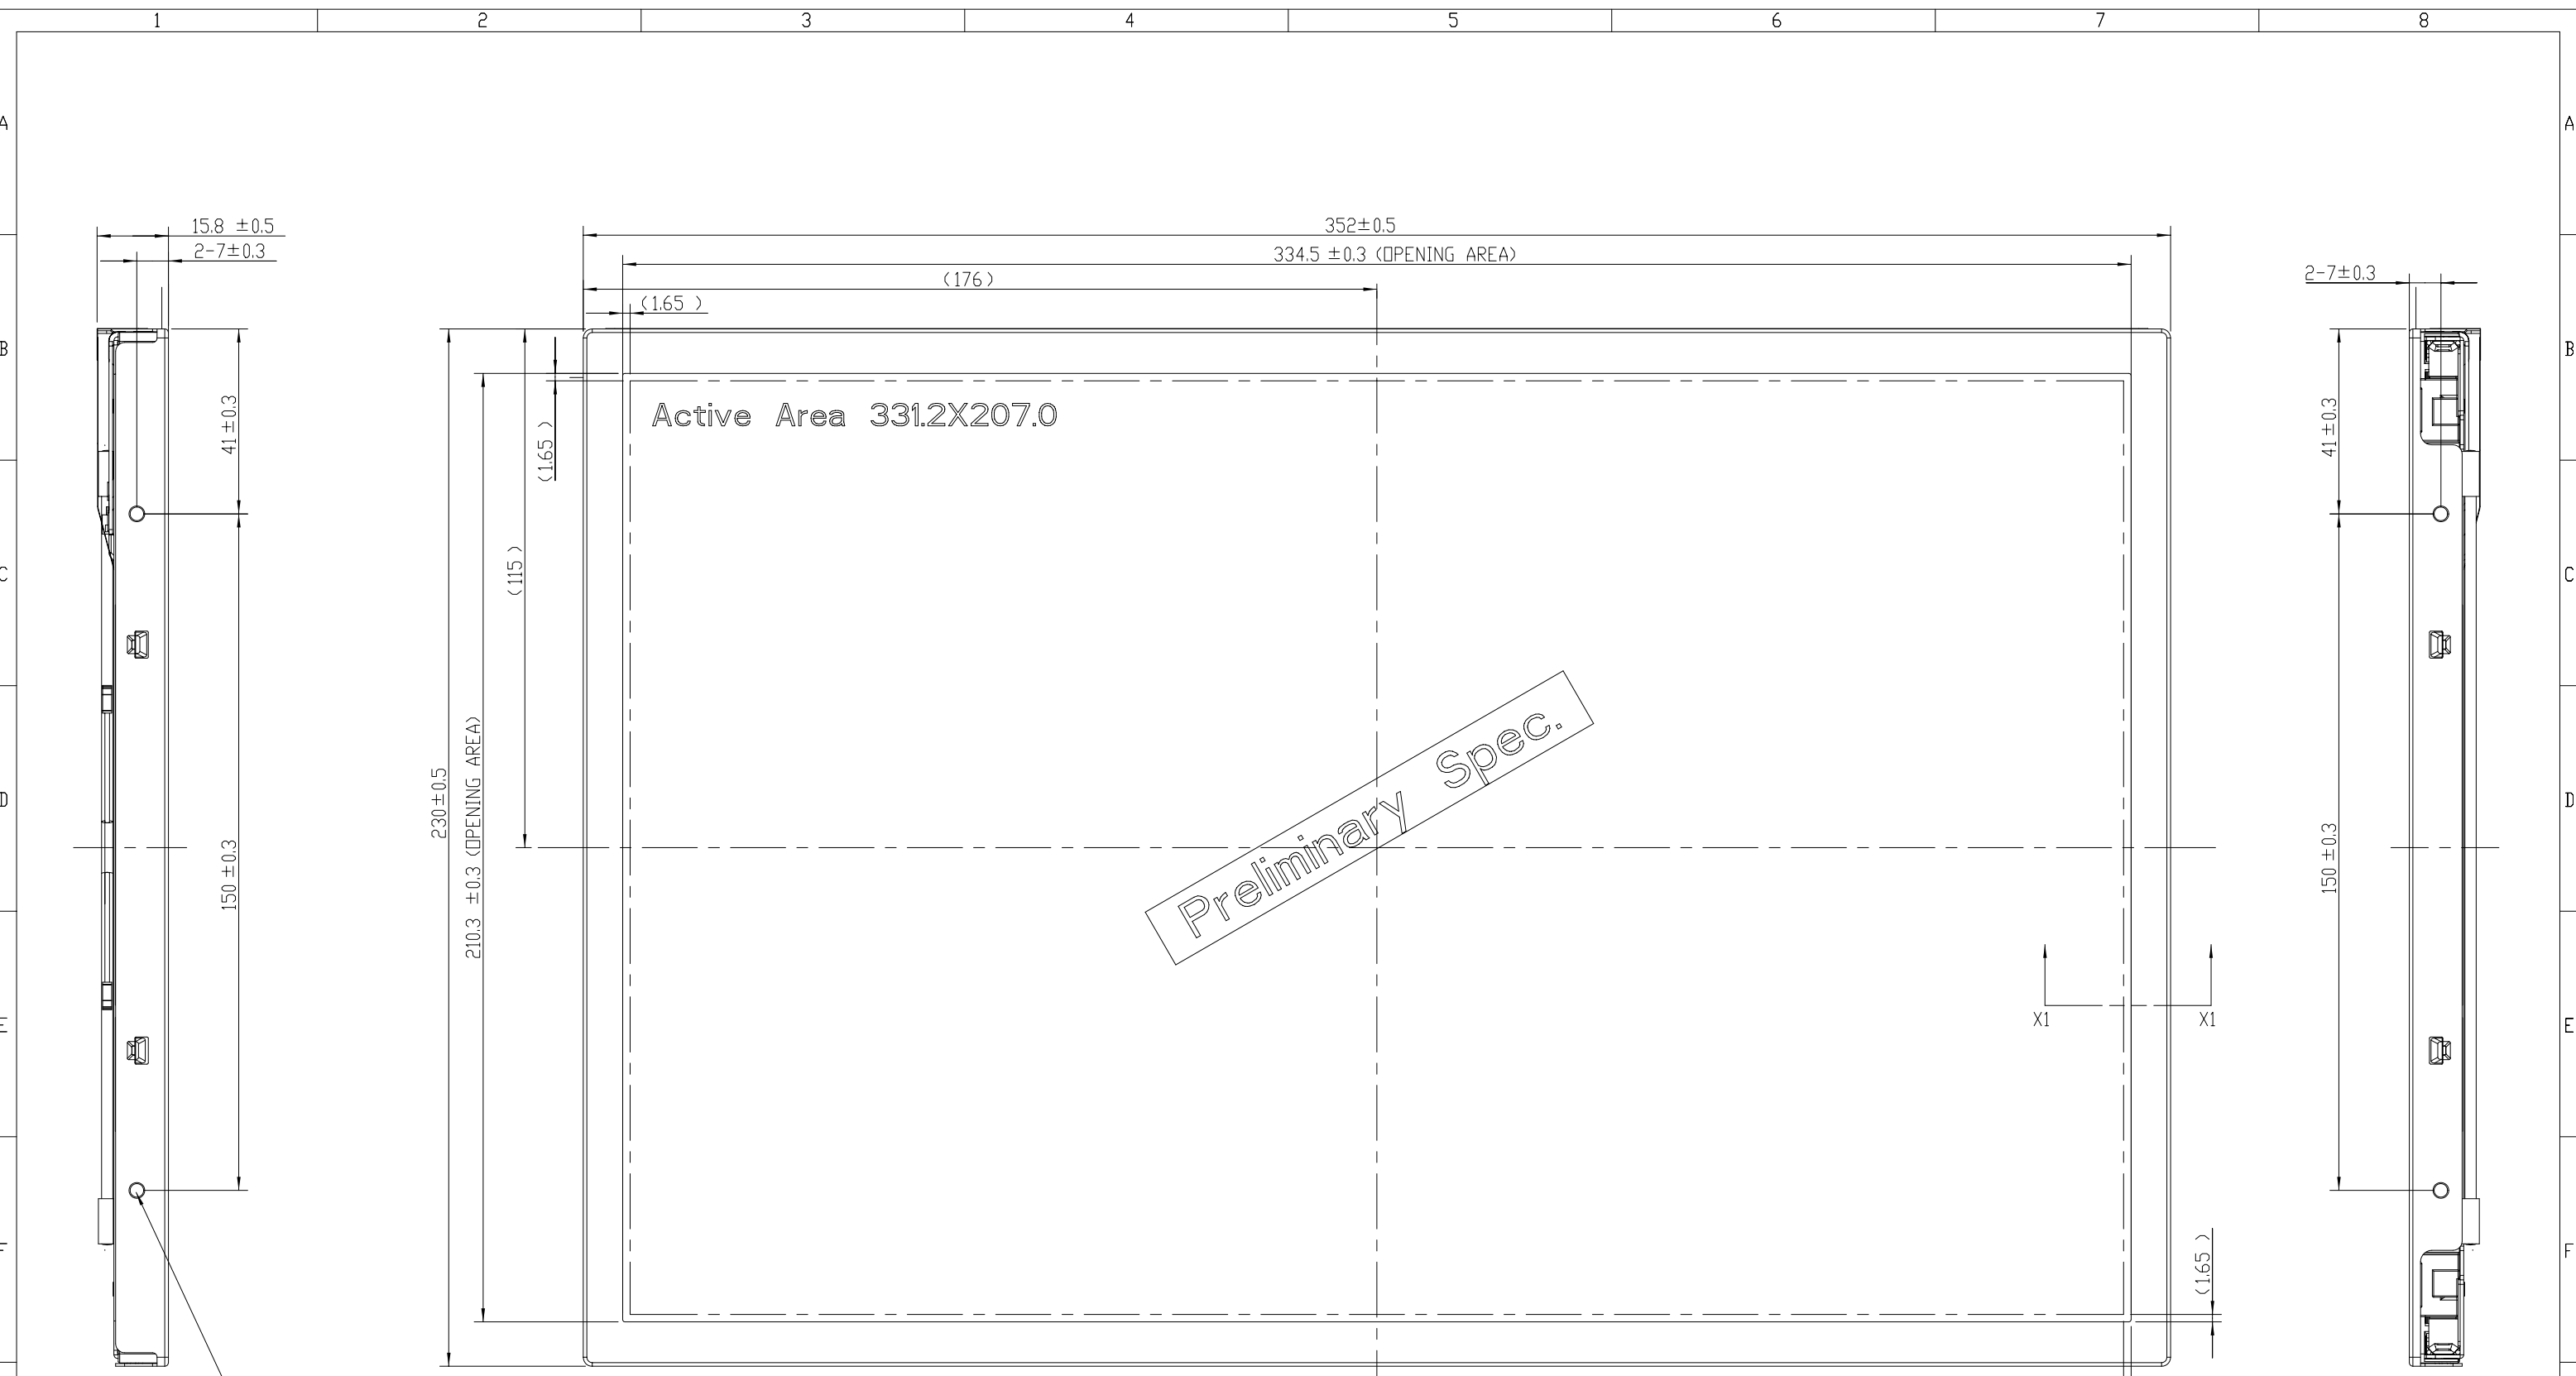 1 2 3 4 5 6 7 8
A A
15.8 ±0.5
352±0.5
2-7±0.3
334.5 ±0.3 (OPENING AREA)
2-7±0.3
(176)
(1.65 )
B B
41±0.3
(1.65 )
Active Area 331.2X207.0
41±0.3
C C
(115 )
Preliminary Spec.
D D
230±0.5
210.3 ±0.3 (OPENING AREA)
150 ±0.3
150 ±0.3
X1 X1
E E
F F
(1.65 )